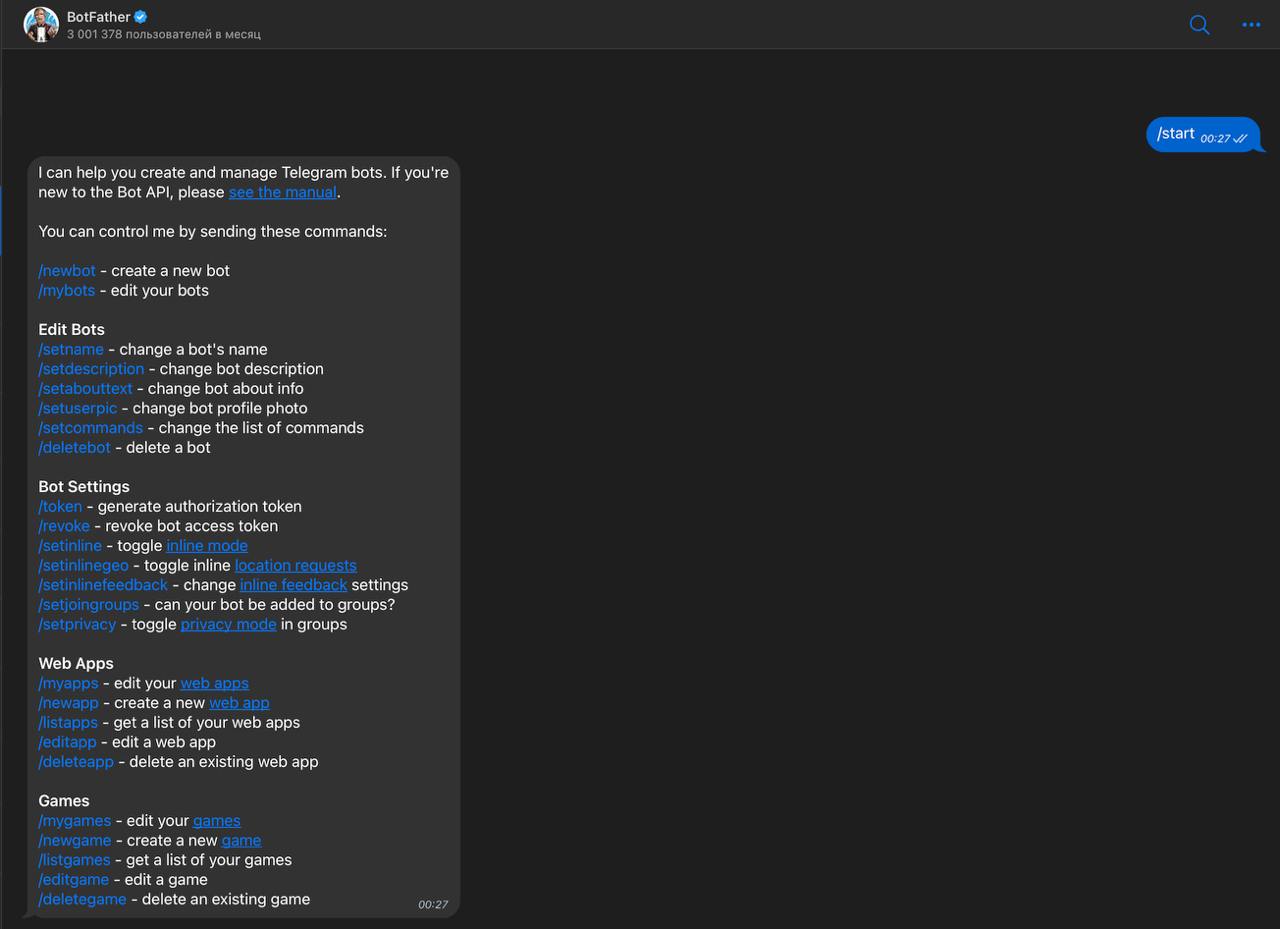 BotFather
3 001 378 пользователей в месяц
/start 00:27
I can help you create and manage Telegram bots. If you're
new to the Bot API, please see the manual.
You can control me by sending these commands:
/newbot - create a new bot
/mybots - edit your bots
Edit Bots
/setname - change a bot's name
/setdescription - change bot description
/setabouttext - change bot about info
/setuserpic - change bot profile photo
/setcommands - change the list of commands
/deletebot - delete a bot
Bot Settings
/token - generate authorization token
/revoke - revoke bot access token
/setinline - toggle inline mode
/setinlinegeo - toggle inline location requests
/setinlinefeedback - change inline feedback settings
/setjoingroups - can your bot be added to groups?
/setprivacy - toggle privacy mode in groups
Web Apps
/myapps - edit your web apps
/newapp - create a new web app
/listapps - get a list of your web apps
/editapp - edit a web app
/deleteapp - delete an existing web app
Games
/mygames - edit your games
/newgame - create a new game
/listgames - get a list of your games
/editgame - edit a game
/deletegame - delete an existing game
00:27